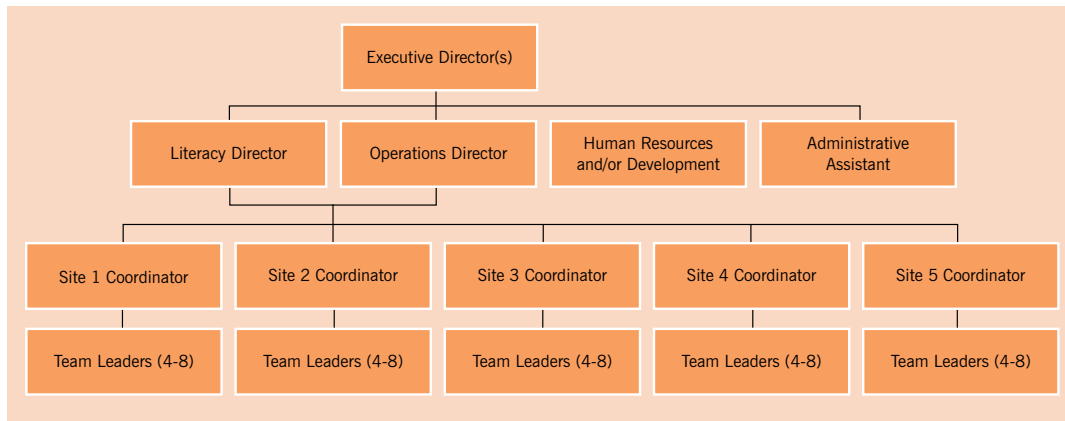 Executive Director(s)
Literacy Director
Operations Director
Human Resources
and/or Development
Administrative
Assistant
Site 1 Coordinator
Site 2 Coordinator
Site 3 Coordinator
Site 4 Coordinator
Site 5 Coordinator
Team Leaders (4-8)
Team Leaders (4-8)
Team Leaders (4-8)
Team Leaders (4-8)
Team Leaders (4-8)